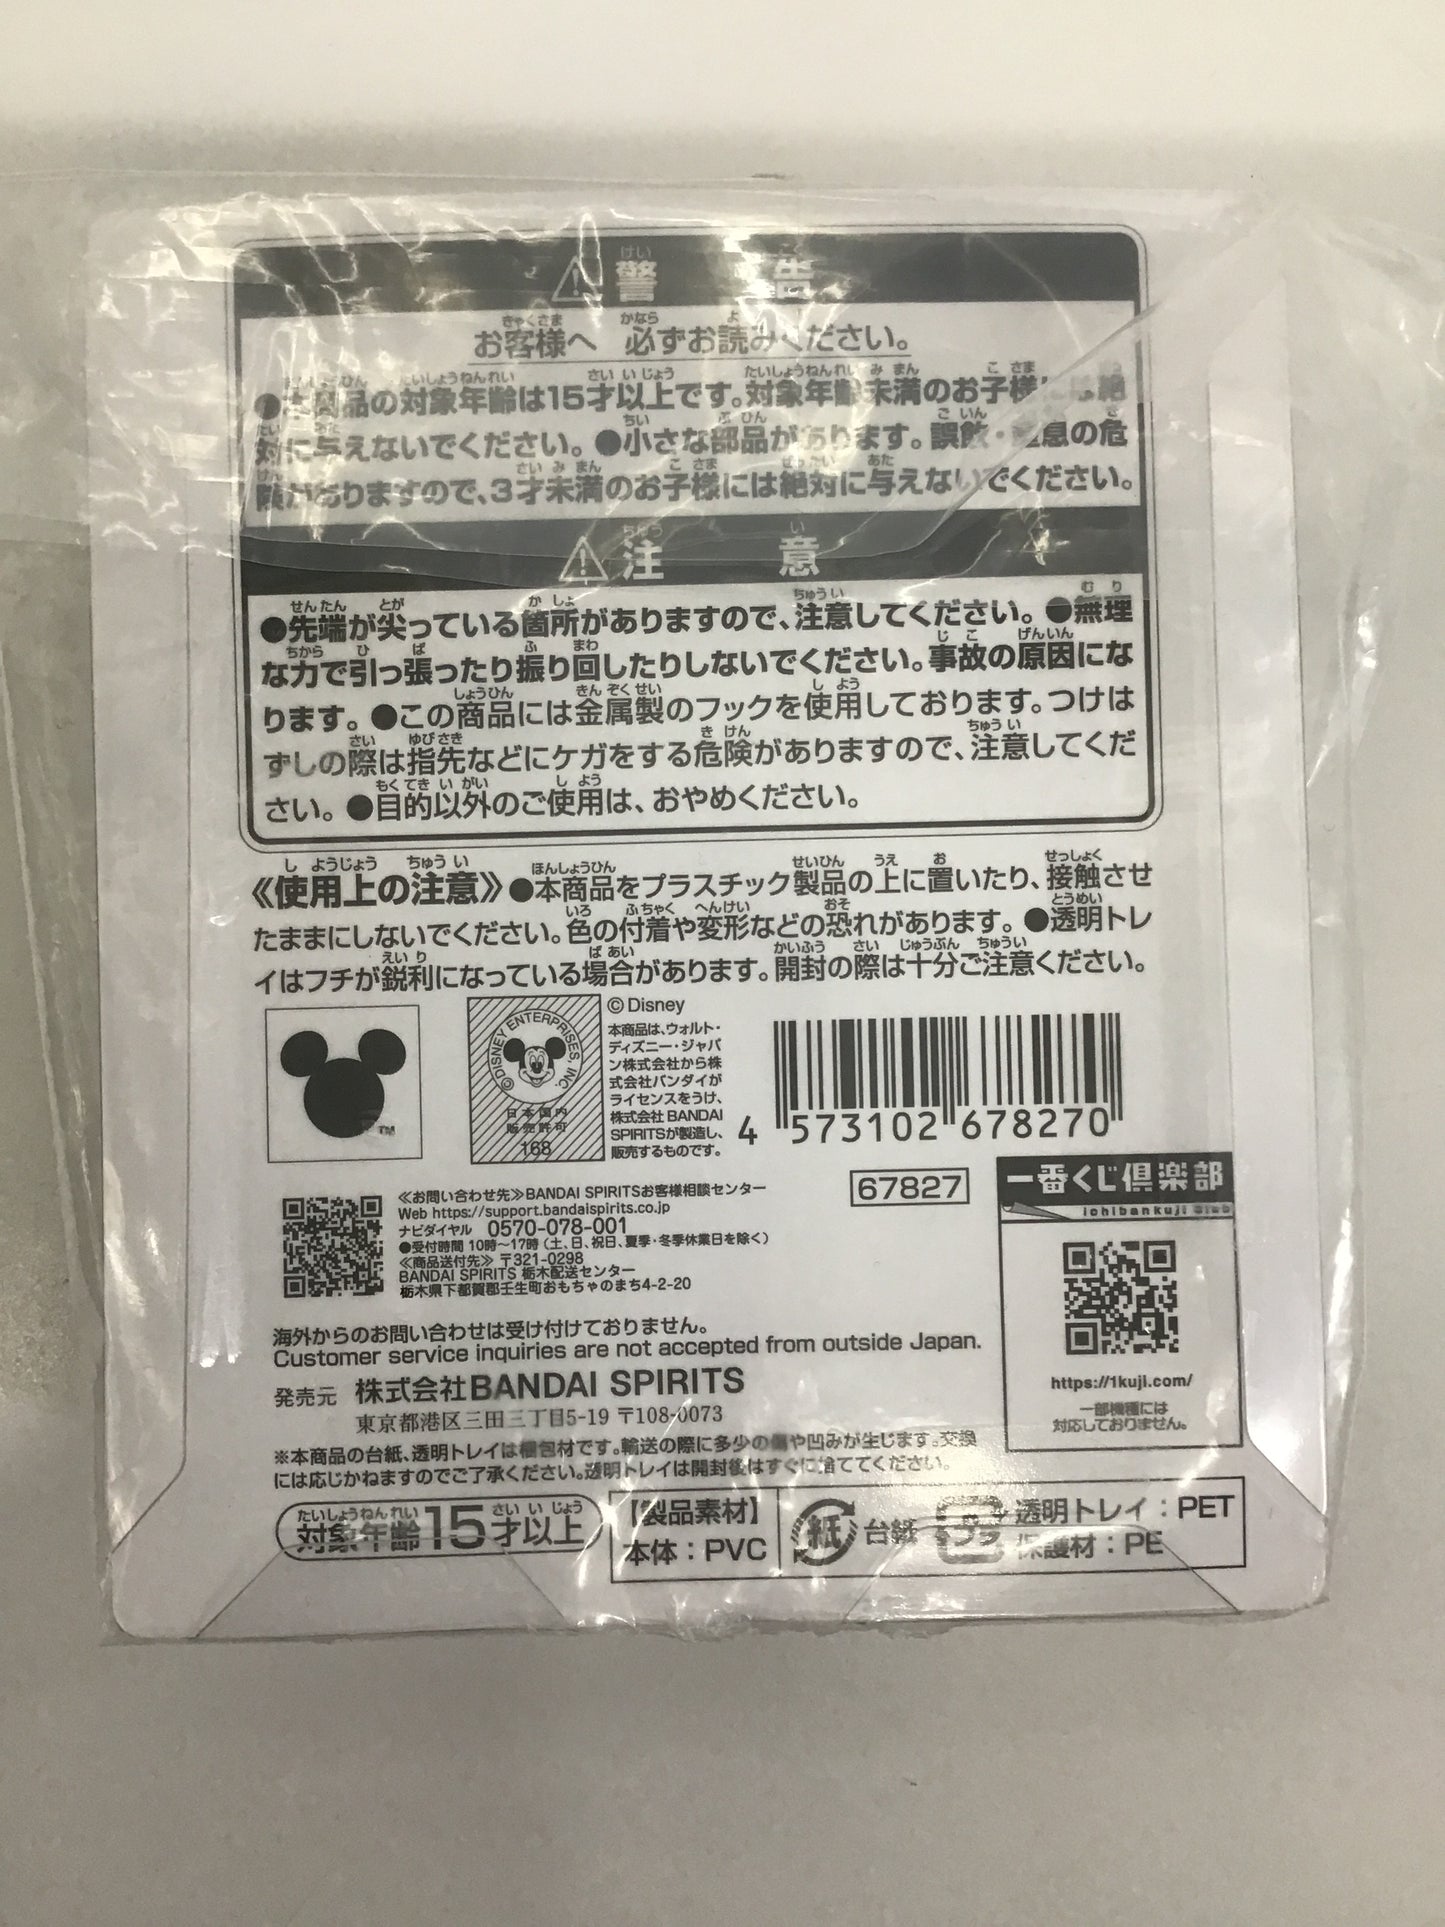 ⚠警告
お客様へ 必ずお読みください。
●本商品の対象年齢は15才以上です。対象年齢未満のお子様には絶
対に与えないでください。●小さな部品があります。誤飲・窒息の危
険がありますので、3才未満のお子様には絶対に与えないでください。
⚠注意
●先端が尖っている箇所がありますので、注意してください。●無理
な力で引っ張ったり振り回したりしないでください。事故の原因にな
ります。●この商品には金属製のフックを使用しております。つけは
ずしの際は指先などにケガをする危険がありますので、注意してくだ
さい。●目的以外のご使用は、おやめください。
《使用上の注意》●本商品をプラスチック製品の上に置いたり、接触させ
たままにしないでください。色の付着や変形などの恐れがあります。●透明トレ
イはフチが鋭利になっている場合があります。開封の際は十分ご注意ください。
TM
©DISNEY ENTERPRISES, INC.
日本国内
販売許可
168
©Disney
本商品は、ウォルト・
ディズニー・ジャパ
ン株式会社から株
式会社バンダイが
ライセンスをうけ、
株式会社BANDAI
SPIRITSが製造し、
販売するものです。
4 573102 678270
67827
≪お問い合わせ先≫BANDAI SPIRITSお客様相談センター
Web https://support.bandaispirits.co.jp
ナビダイヤル 0570-078-001
●受付時間 10時〜17時（土、日、祝日、夏季・冬季休業日を除く）
≪商品送付先≫ 〒321-0298
BANDAI SPIRITS 栃木配送センター
栃木県下都賀郡壬生町おもちゃのまち4-2-20
一番くじ倶楽部
ichibankuji Club
https://1kuji.com/
一部機種には
対応しておりません。
海外からのお問い合わせは受け付けておりません。
Customer service inquiries are not accepted from outside Japan.
発売元 株式会社BANDAI SPIRITS
東京都港区三田三丁目5-19 〒108-0073
※本商品の台紙、透明トレイは梱包材です。輸送の際に多少の傷や凹みが生じます。交換
には応じかねますのでご了承ください。透明トレイは開封後はすぐに捨ててください。
対象年齢15才以上
【製品素材】
本体：PVC
紙 台紙
プラ 透明トレイ：PET
保護材：PE